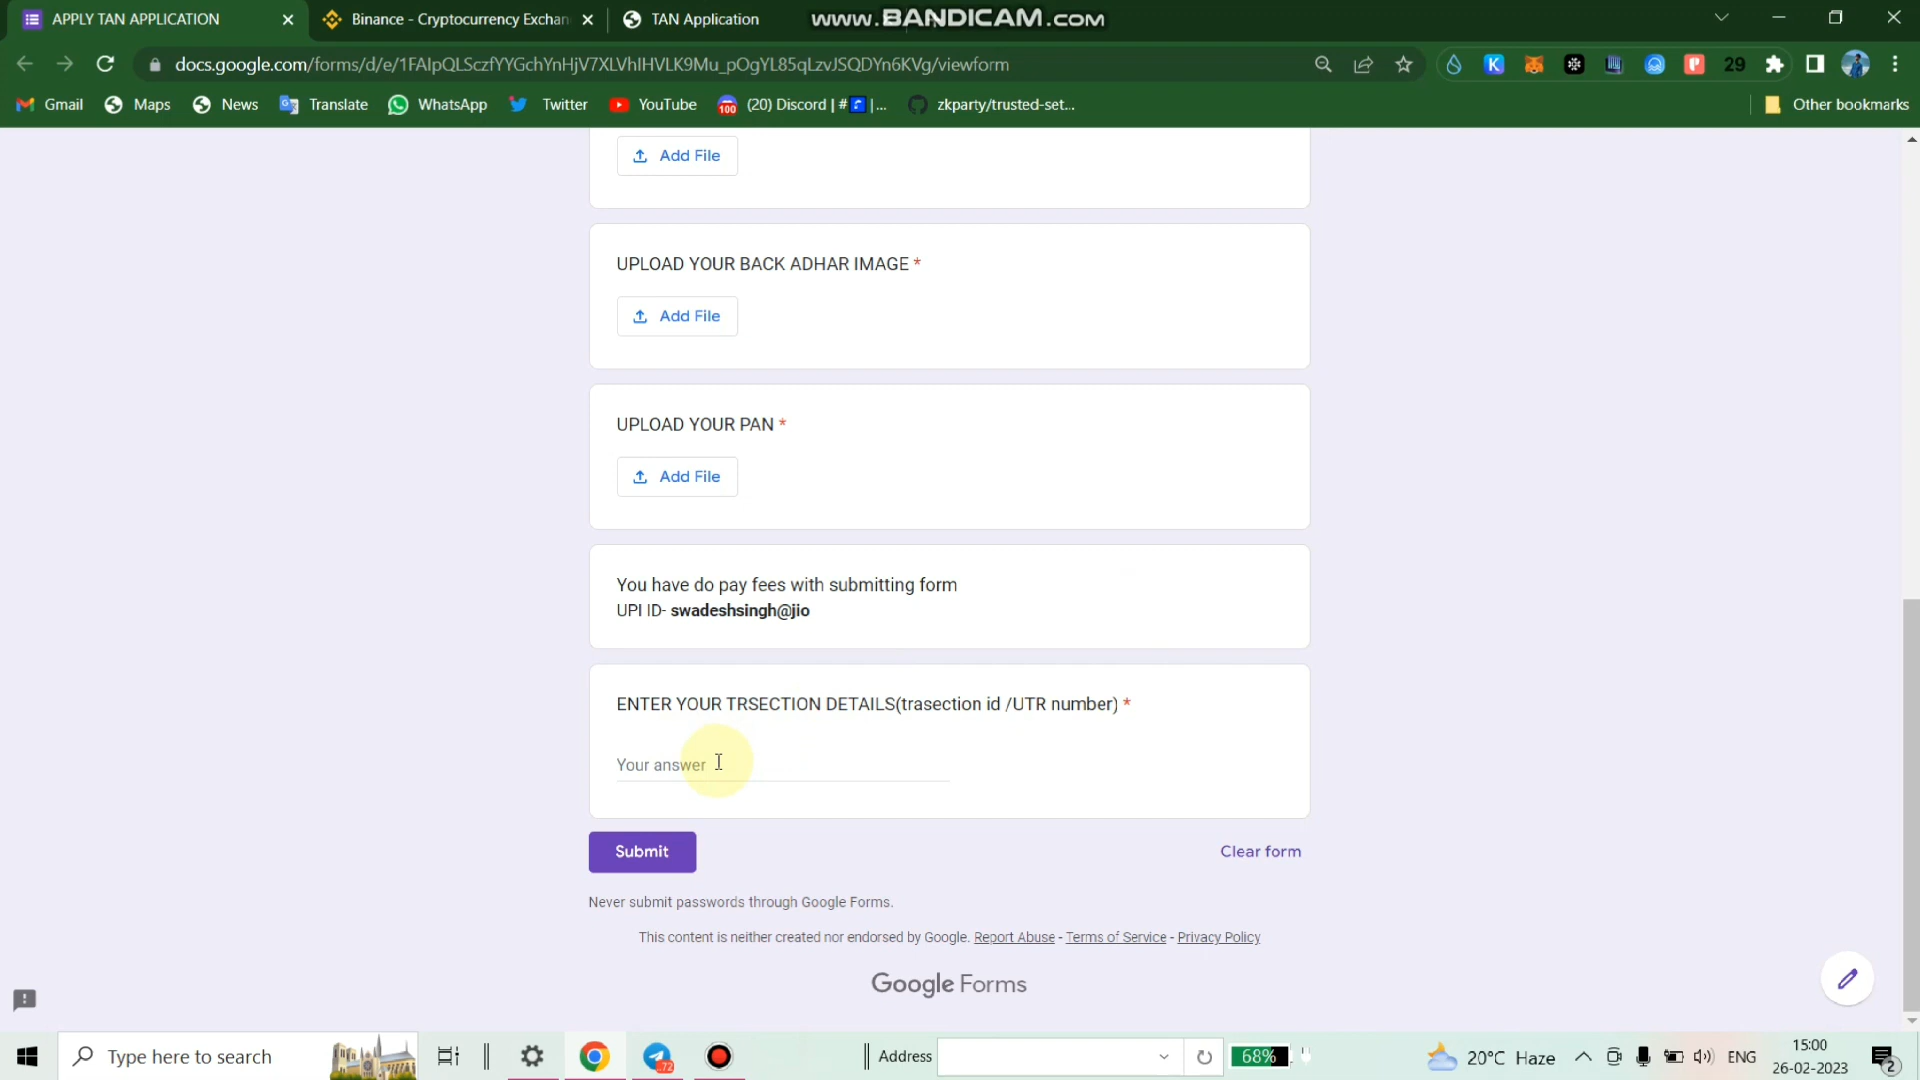 APPLY TAN APPLICATION
Binance - Cryptocurrency Exchan
TAN Application
www.BANDICAM.com
docs.google.com/forms/d/e/1FAIpQLSczfYYGchYnHjV7XLVhIHVLK9Mu_pOgYL85qLzvJSQDYn6KVg/viewform
29
Gmail
Maps
News
Translate
WhatsApp
Twitter
YouTube
100
(20) Discord | # | ...
zkparty/trusted-set...
Other bookmarks
Add File
UPLOAD YOUR BACK ADHAR IMAGE *
Add File
UPLOAD YOUR PAN *
Add File
You have do pay fees with submitting form
UPI ID- swadeshsingh@jio
ENTER YOUR TRSECTION DETAILS(trasection id /UTR number) *
Your answer
Submit
Clear form
Never submit passwords through Google Forms.
This content is neither created nor endorsed by Google. Report Abuse - Terms of Service - Privacy Policy
Google Forms
Type here to search
72
Address
68%
20°C Haze
ENG
15:00
26-02-2023
2